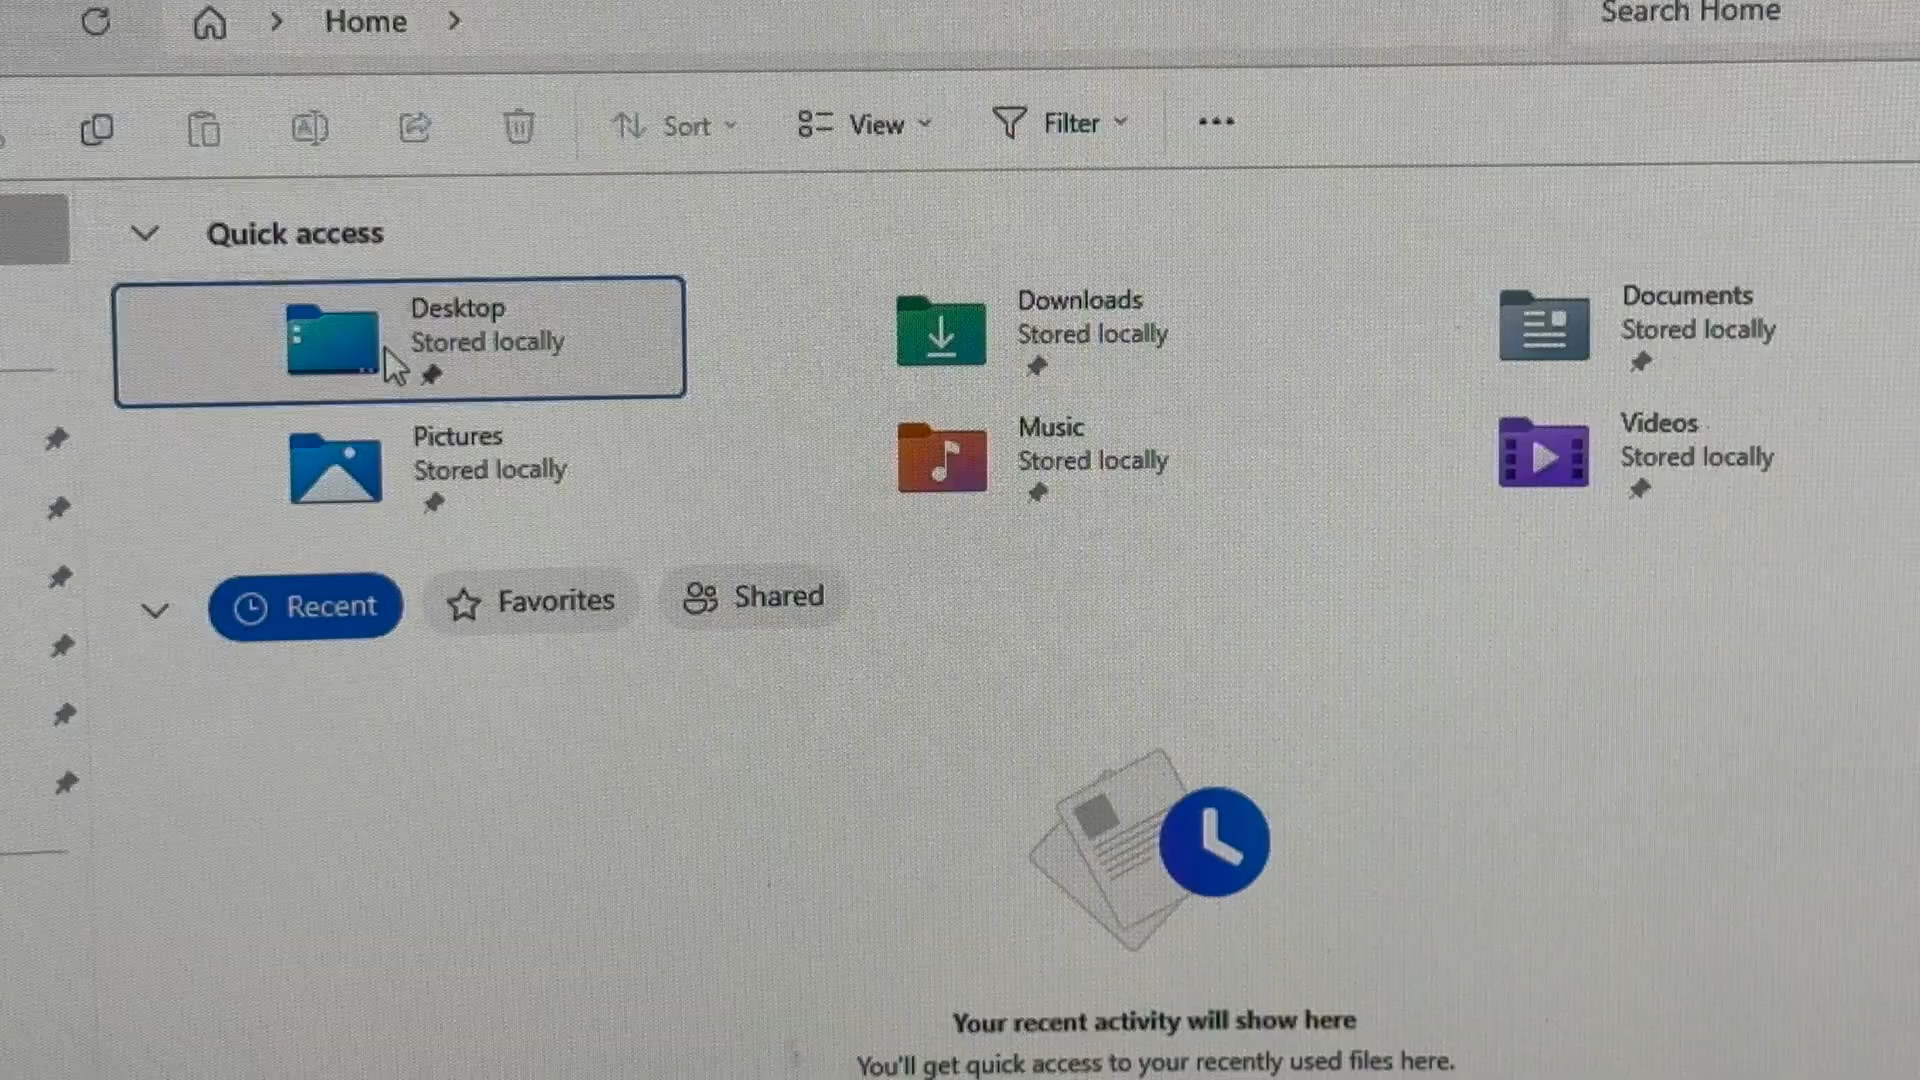 Home
Search Home
Sort
View
Filter
Quick access
Desktop
Stored locally
Downloads
Stored locally
Documents
Stored locally
Pictures
Stored locally
Music
Stored locally
Videos
Stored locally
Recent
Favorites
Shared
Your recent activity will show here
You'll get quick access to your recently used files here.